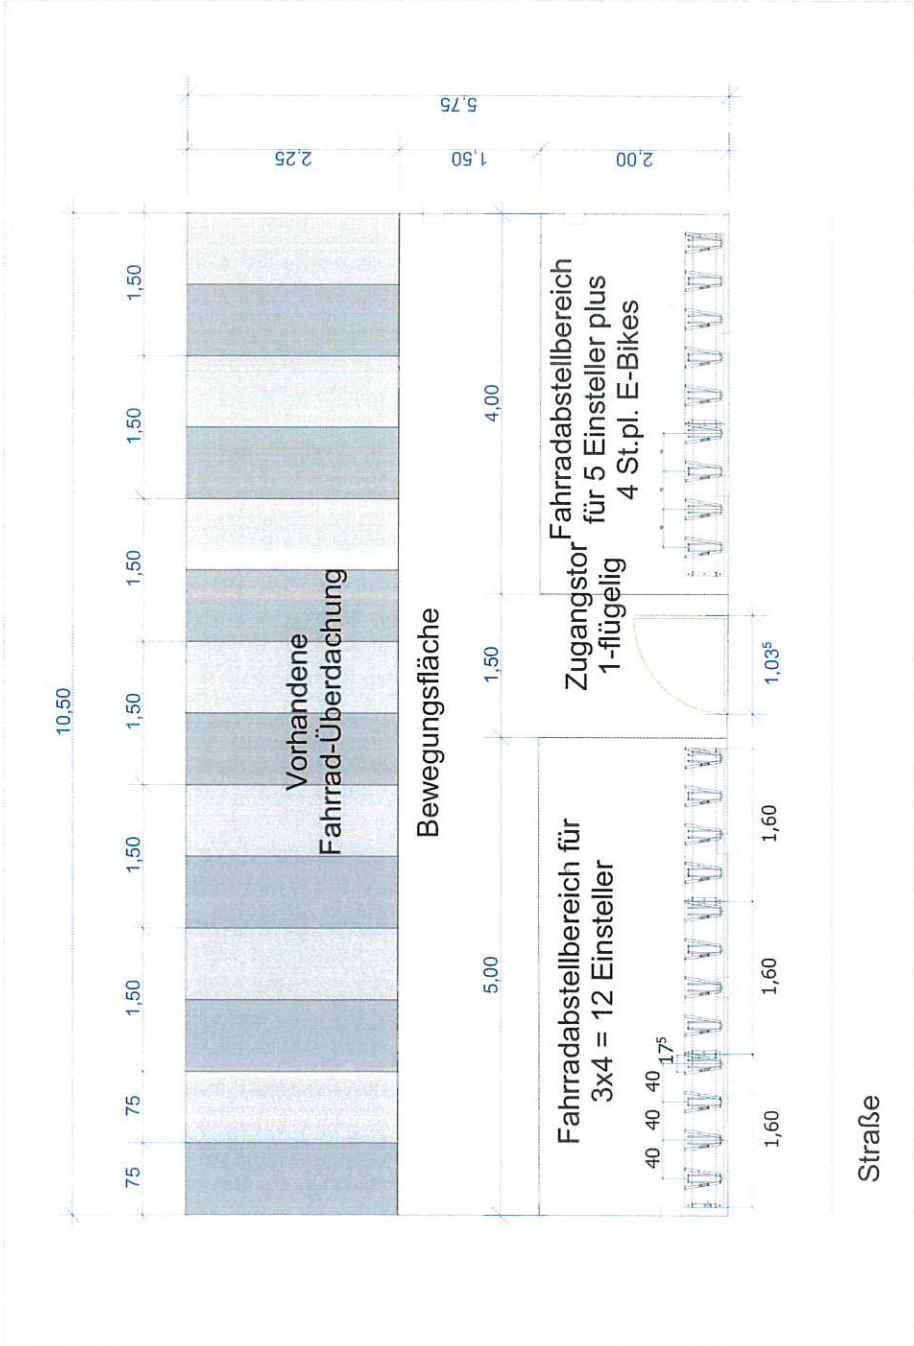 10,50
75
75
1,50
1,50
1,50
1,50
1,50
1,50
5,75
2,25
1,50
2,00
Vorhandene
Fahrrad-Überdachung
Bewegungsfläche
5,00
1,50
4,00
Fahrradabstellbereich für
3x4 = 12 Einsteller
Zugangstor
1-flügelig
Fahrradabstellbereich
für 5 Einsteller plus
4 St.pl. E-Bikes
40
40
40
17⁵
1,60
1,60
1,60
1,03⁵
Straße